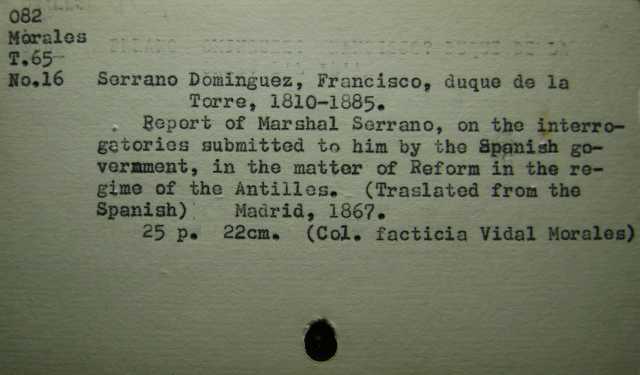 082
Morales
T.65
No.16 Serrano Dominguez, Francisco, duque de la
Torre, 1810-1885.
Report of Marshal Serrano, on the interro-
gatories submitted to him by the Spanish go-
vernment, in the matter of Reform in the re-
gime of the Antilles. (Traslated from the
Spanish) Madrid, 1867.
25 p. 22cm. (Col. facticia Vidal Morales)